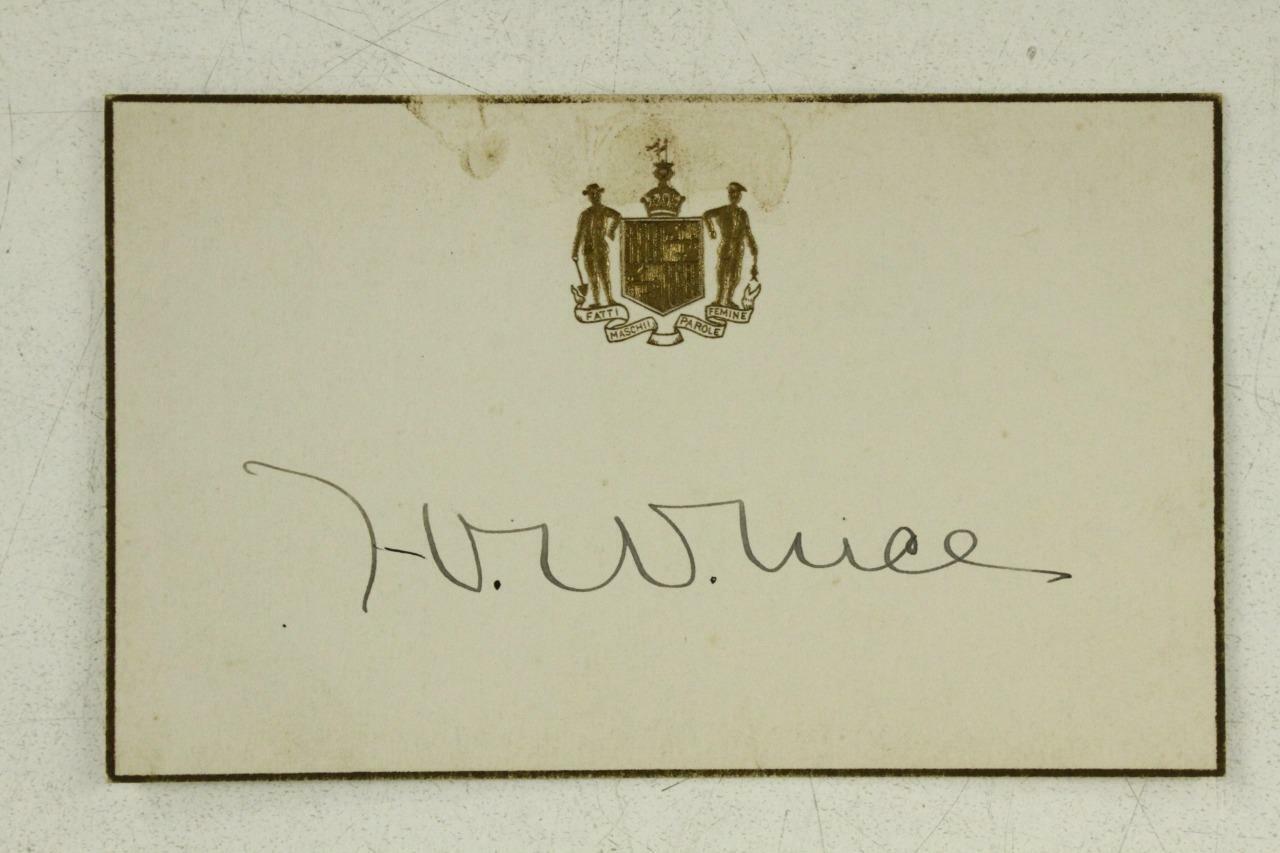 FATTI MASCHII PAROLE FEMINE
H. W. Nice